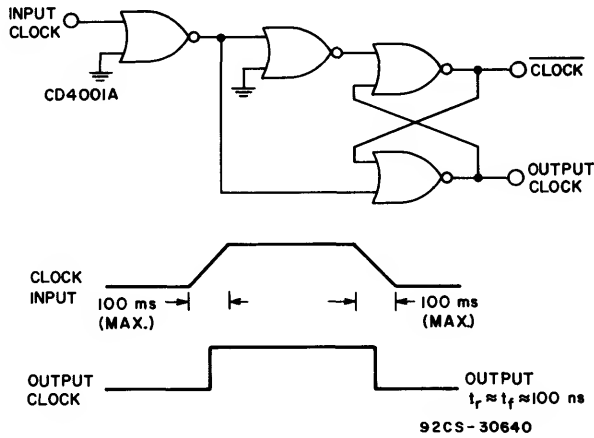 INPUT
CLOCK
CD4001A
CLOCK
OUTPUT
CLOCK
CLOCK
INPUT
100 ms
(MAX.)
100 ms
(MAX.)
OUTPUT
CLOCK
OUTPUT
tr ≈ tf ≈ 100 ns
92CS-30640